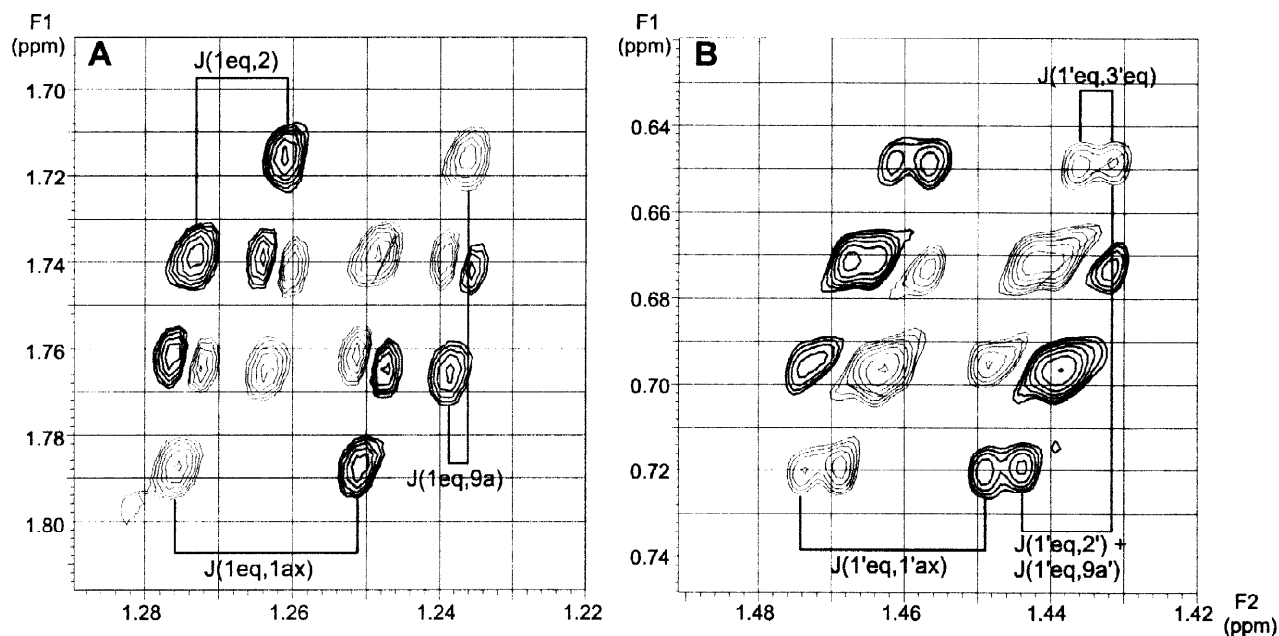 F1
(ppm)
A
J(1eq,2)
1.70
1.72
1.74
1.76
1.78
1.80
J(1eq,9a)
J(1eq,1ax)
1.28
1.26
1.24
1.22
F1
(ppm)
B
J(1'eq,3'eq)
0.64
0.66
0.68
0.70
0.72
0.74
J(1'eq,1'ax)
J(1'eq,2') +
J(1'eq,9a')
1.48
1.46
1.44
1.42
F2
(ppm)